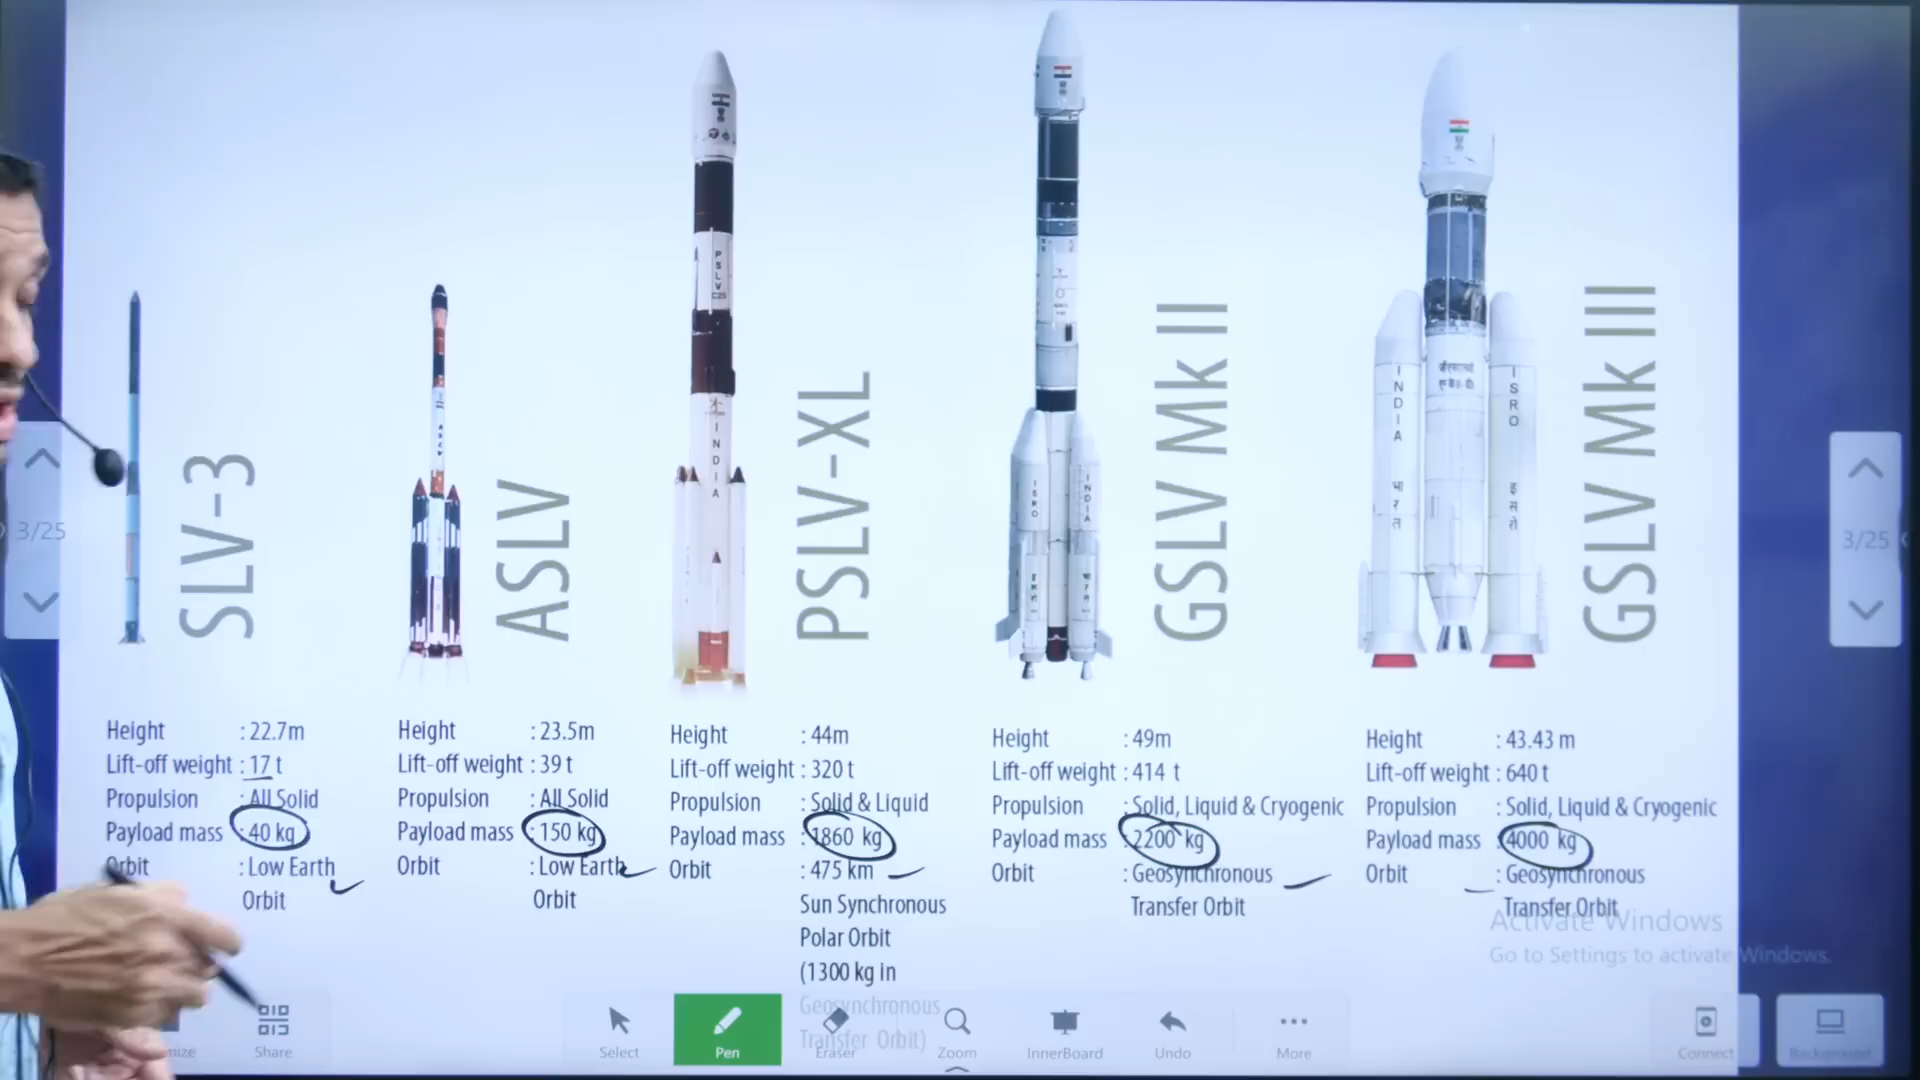 SLV-3
Height : 22.7m
Lift-off weight : 17 t
Propulsion : All Solid
Payload mass : 40 kg
Orbit : Low Earth
Orbit
ASLV
Height : 23.5m
Lift-off weight : 39 t
Propulsion : All Solid
Payload mass : 150 kg
Orbit : Low Earth
Orbit
P
S
L
V
C25
I
N
D
I
A
PSLV-XL
Height : 44m
Lift-off weight : 320 t
Propulsion : Solid & Liquid
Payload mass : 1860 kg
Orbit : 475 km
Sun Synchronous
Polar Orbit
(1300 kg in
Geosynchronous
Transfer Orbit)
ISRO
INDIA
GSLV Mk II
Height : 49m
Lift-off weight : 414 t
Propulsion : Solid, Liquid & Cryogenic
Payload mass : 2200 kg
Orbit : Geosynchronous
Transfer Orbit
INDIA
भारत
ISRO
इसरो
GSLV Mk III
Height : 43.43 m
Lift-off weight : 640 t
Propulsion : Solid, Liquid & Cryogenic
Payload mass : 4000 kg
Orbit : Geosynchronous
Transfer Orbit
3/25
3/25
Activate Windows
Go to Settings to activate Windows.
Share
Select
Pen
Eraser
Zoom
InnerBoard
Undo
More
Connect
Background